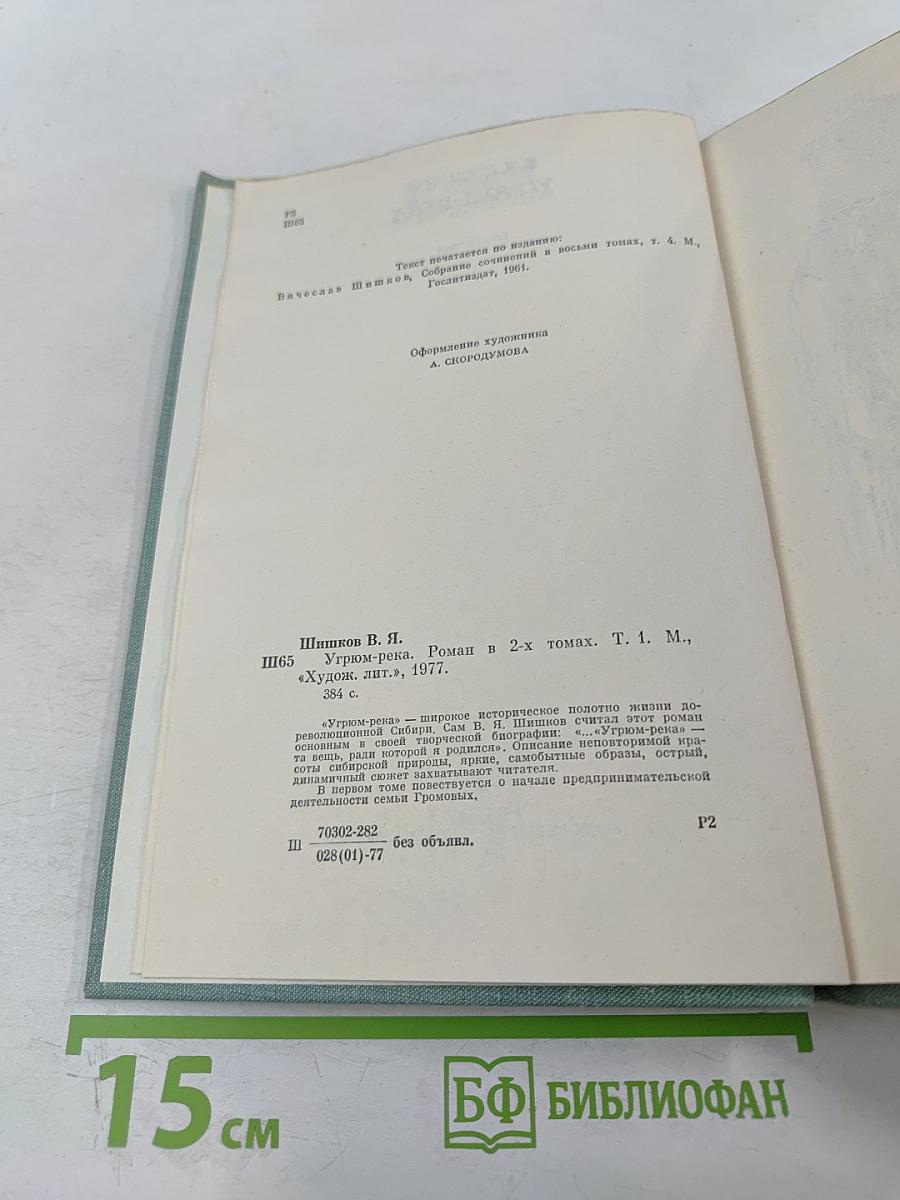 Р2
Ш65
Текст печатается по изданию:
Вячеслав Шишков, Собрание сочинений в восьми томах, т. 4. М.,
Гослитиздат, 1961.
Оформление художника
А. СКОРОДУМОВА
Шишков В. Я.
Ш65 Угрюм-река. Роман в 2-х томах. Т. 1. М.,
«Худож. лит.», 1977.
384 с.
«Угрюм-река» — широкое историческое полотно жизни до-
революционной Сибири. Сам В. Я. Шишков считал этот роман
основным в своей творческой биографии: «...«Угрюм-река» —
та вещь, ради которой я родился». Описание неповторимой кра-
соты сибирской природы, яркие, самобытные образы, острый,
динамичный сюжет захватывают читателя.
В первом томе повествуется о начале предпринимательской
деятельности семьи Громовых.
Ш 70302-282
028(01)-77 без объявл. Р2
15 см
БФ БИБЛИОФАН